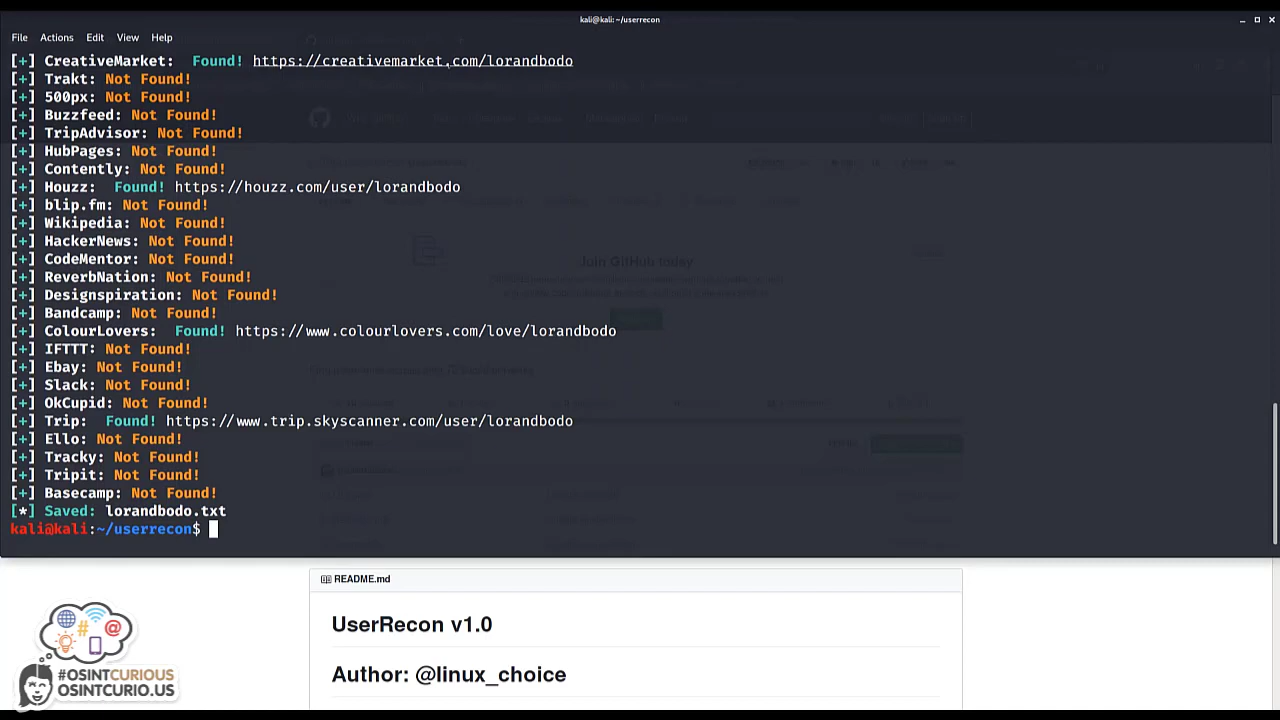 kali@kali: ~/userrecon
File Actions Edit View Help
[+] CreativeMarket: Found! https://creativemarket.com/lorandbodo
[+] Trakt: Not Found!
[+] 500px: Not Found!
[+] Buzzfeed: Not Found!
[+] TripAdvisor: Not Found!
[+] HubPages: Not Found!
[+] Contently: Not Found!
[+] Houzz: Found! https://houzz.com/user/lorandbodo
[+] blip.fm: Not Found!
[+] Wikipedia: Not Found!
[+] HackerNews: Not Found!
[+] CodeMentor: Not Found!
[+] ReverbNation: Not Found!
[+] Designspiration: Not Found!
[+] Bandcamp: Not Found!
[+] ColourLovers: Found! https://www.colourlovers.com/love/lorandbodo
[+] IFTTT: Not Found!
[+] Ebay: Not Found!
[+] Slack: Not Found!
[+] OkCupid: Not Found!
[+] Trip: Found! https://www.trip.skyscanner.com/user/lorandbodo
[+] Ello: Not Found!
[+] Tracky: Not Found!
[+] Tripit: Not Found!
[+] Basecamp: Not Found!
[*] Saved: lorandbodo.txt
kali@kali:~/userrecon$
Join GitHub today
README.md
UserRecon v1.0
Author: @linux_choice
#OSINTCURIOUS
OSINTCURIO.US